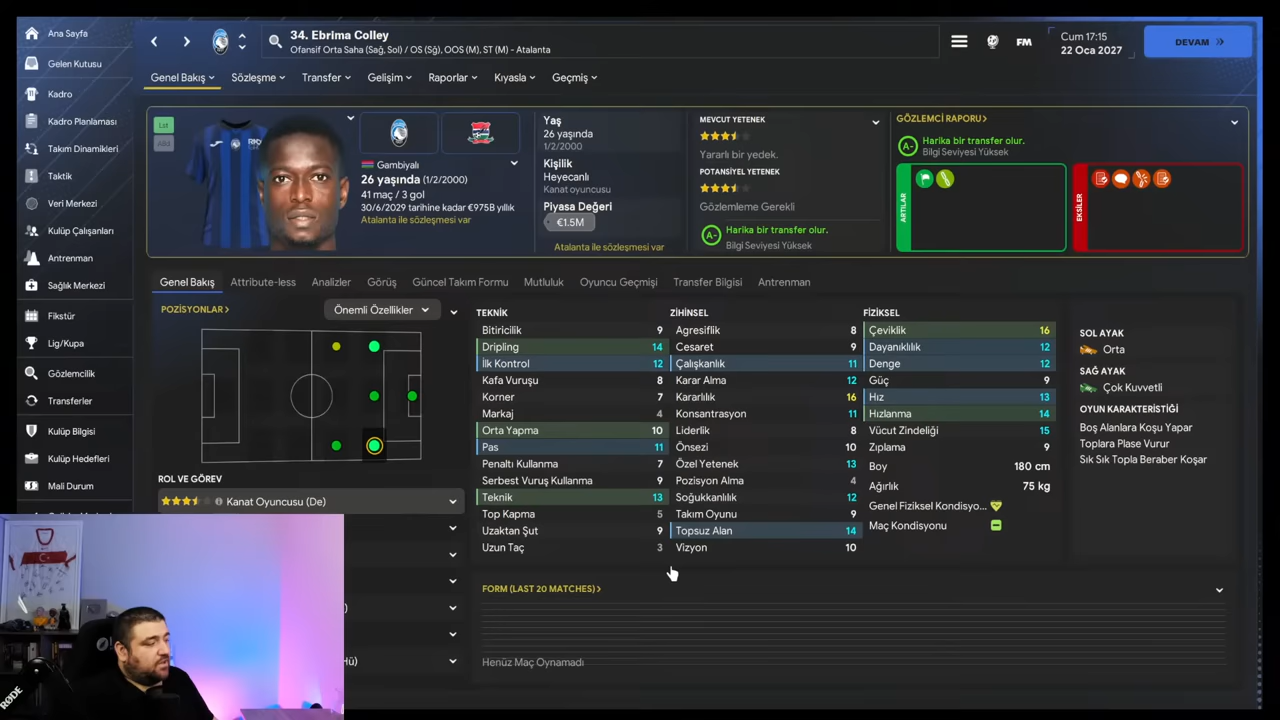 Ana Sayfa
Gelen Kutusu
Kadro
Kadro Planlaması
Takım Dinamikleri
Taktik
Veri Merkezi
Kulüp Çalışanları
Antrenman
Sağlık Merkezi
Fikstür
Lig/Kupa
Gözlemcilik
Transferler
Kulüp Bilgisi
Kulüp Hedefleri
Mali Durum
34. Ebrima Colley
Ofansif Orta Saha (Sağ, Sol) / OS (Sğ), OOS (M), ST (M) - Atalanta
FM
Cum 17:15
22 Oca 2027
DEVAM
Genel Bakış
Sözleşme
Transfer
Gelişim
Raporlar
Kıyasla
Geçmiş
Lst
Gambiyalı
26 yaşında (1/2/2000)
41 maç / 3 gol
30/6/2029 tarihine kadar €975B yıllık
Atalanta ile sözleşmesi var
Yaş
26 yaşında
1/2/2000
Kişilik
Heyecanlı
Kanat oyuncusu
Piyasa Değeri
€1.5M
Atalanta ile sözleşmesi var
MEVCUT YETENEK
Yararlı bir yedek.
POTANSİYEL YETENEK
Gözlemleme Gerekli
A- Harika bir transfer olur.
Bilgi Seviyesi Yüksek
GÖZLEMCİ RAPORU
A- Harika bir transfer olur.
Bilgi Seviyesi Yüksek
ARTILAR
EKSİLER
Genel Bakış
Attribute-less
Analizler
Görüş
Güncel Takım Formu
Mutluluk
Oyuncu Geçmişi
Transfer Bilgisi
Antrenman
POZİSYONLAR
Önemli Özellikler
ROL VE GÖREV
Kanat Oyuncusu (De)
TEKNİK
Bitiricilik 9
Dripling 14
İlk Kontrol 12
Kafa Vuruşu 8
Korner 7
Markaj 4
Orta Yapma 10
Pas 11
Penaltı Kullanma 7
Serbest Vuruş Kullanma 9
Teknik 13
Top Kapma 5
Uzaktan Şut 9
Uzun Taç 3
ZİHİNSEL
Agresiflik 8
Cesaret 9
Çalışkanlık 11
Karar Alma 12
Kararlılık 16
Konsantrasyon 11
Liderlik 8
Önsezi 10
Özel Yetenek 13
Pozisyon Alma 4
Soğukkanlılık 12
Takım Oyunu 9
Topsuz Alan 14
Vizyon 10
FİZİKSEL
Çeviklik 16
Dayanıklılık 12
Denge 12
Güç 9
Hız 13
Hızlanma 14
Vücut Zindeliği 15
Zıplama 9
Boy 180 cm
Ağırlık 75 kg
Genel Fiziksel Kondisyo...
Maç Kondisyonu
SOL AYAK
Orta
SAĞ AYAK
Çok Kuvvetli
OYUN KARAKTERİSTİĞİ
Boş Alanlara Koşu Yapar
Toplara Plase Vurur
Sık Sık Topla Beraber Koşar
FORM (LAST 20 MATCHES)
Henüz Maç Oynamadı
RØDE